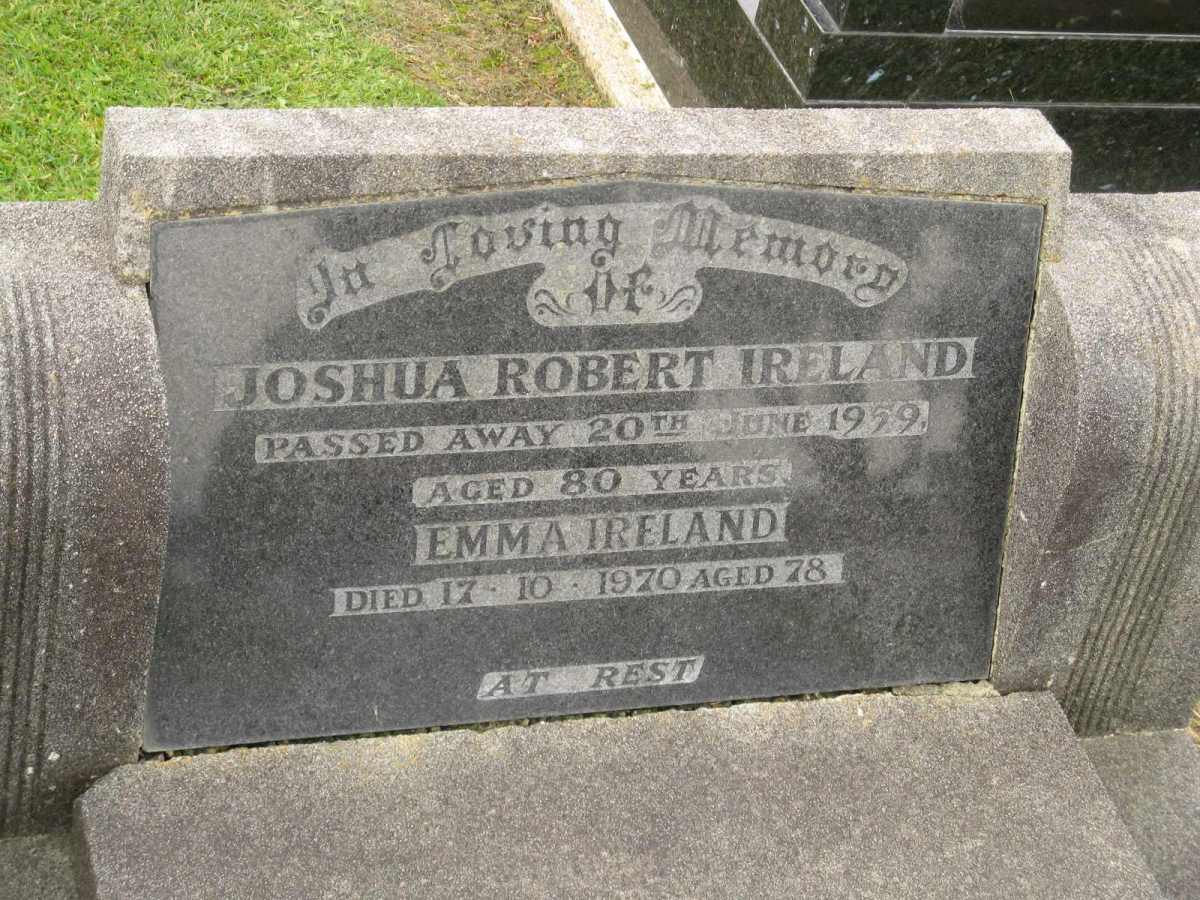 In Loving Memory
Of
JOSHUA ROBERT IRELAND
PASSED AWAY 20TH JUNE 1959.
AGED 80 YEARS.
EMMA IRELAND
DIED 17 · 10 · 1970 AGED 78
AT REST